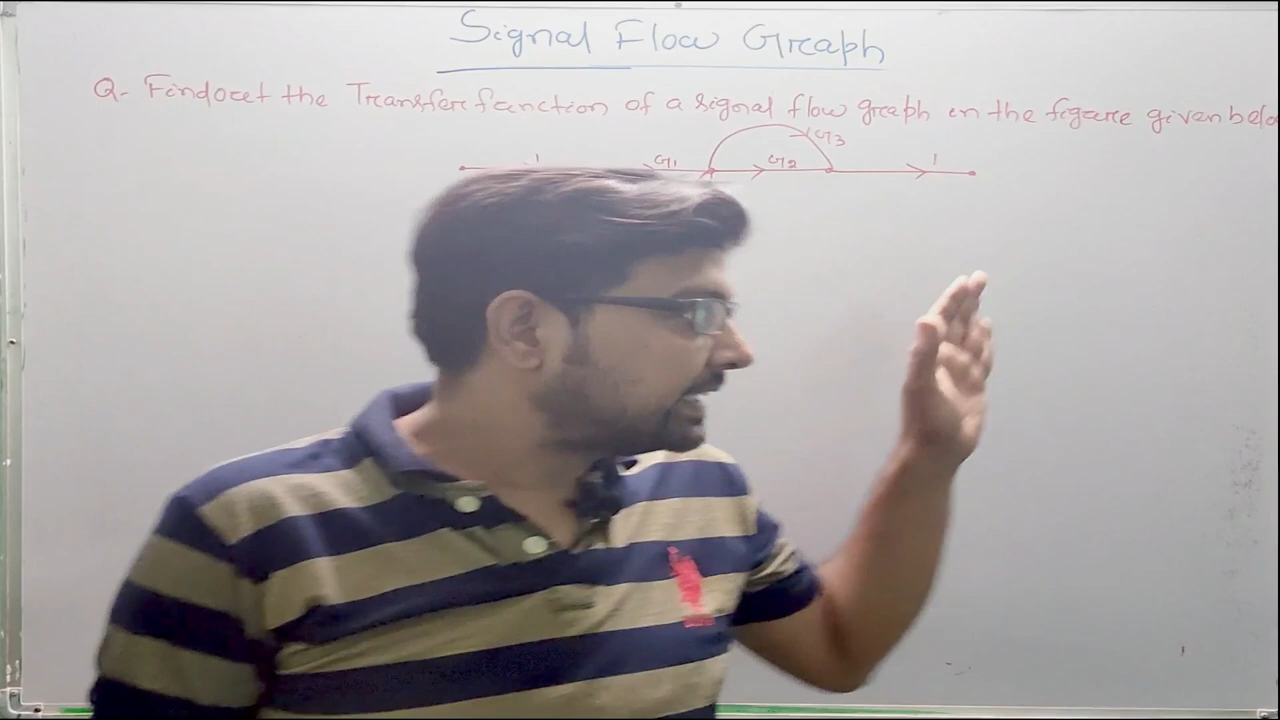 Signal Flow Graph
Q- Findout the Transfer function of a signal flow graph in the figure given belo
G3
1 G1 G2 1